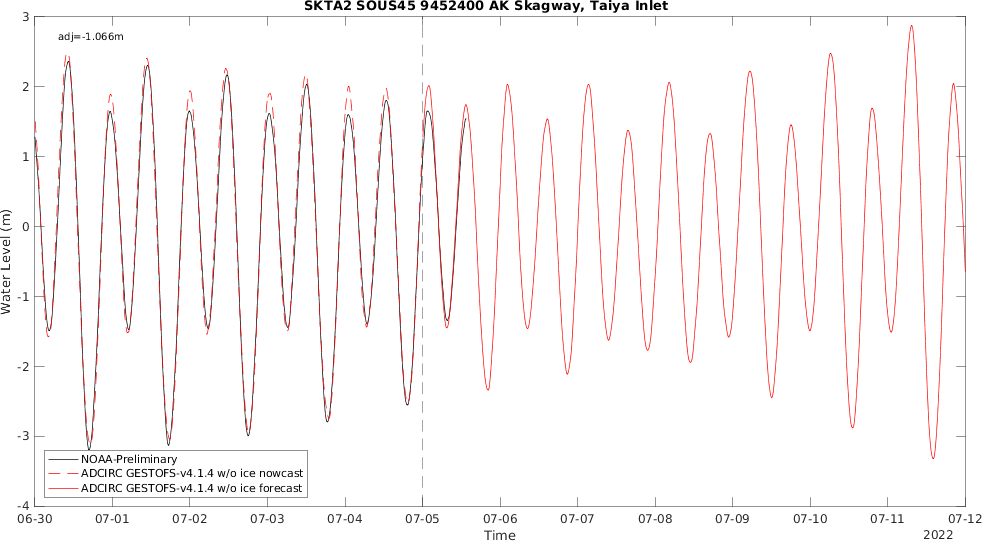 SKTA2 SOUS45 9452400 AK Skagway, Taiya Inlet
adj=-1.066m
3
2
1
0
-1
-2
-3
-4
Water Level (m)
NOAA-Preliminary
ADCIRC GESTOFS-v4.1.4 w/o ice nowcast
ADCIRC GESTOFS-v4.1.4 w/o ice forecast
06-30 07-01 07-02 07-03 07-04 07-05 07-06 07-07 07-08 07-09 07-10 07-11 07-12
Time
2022